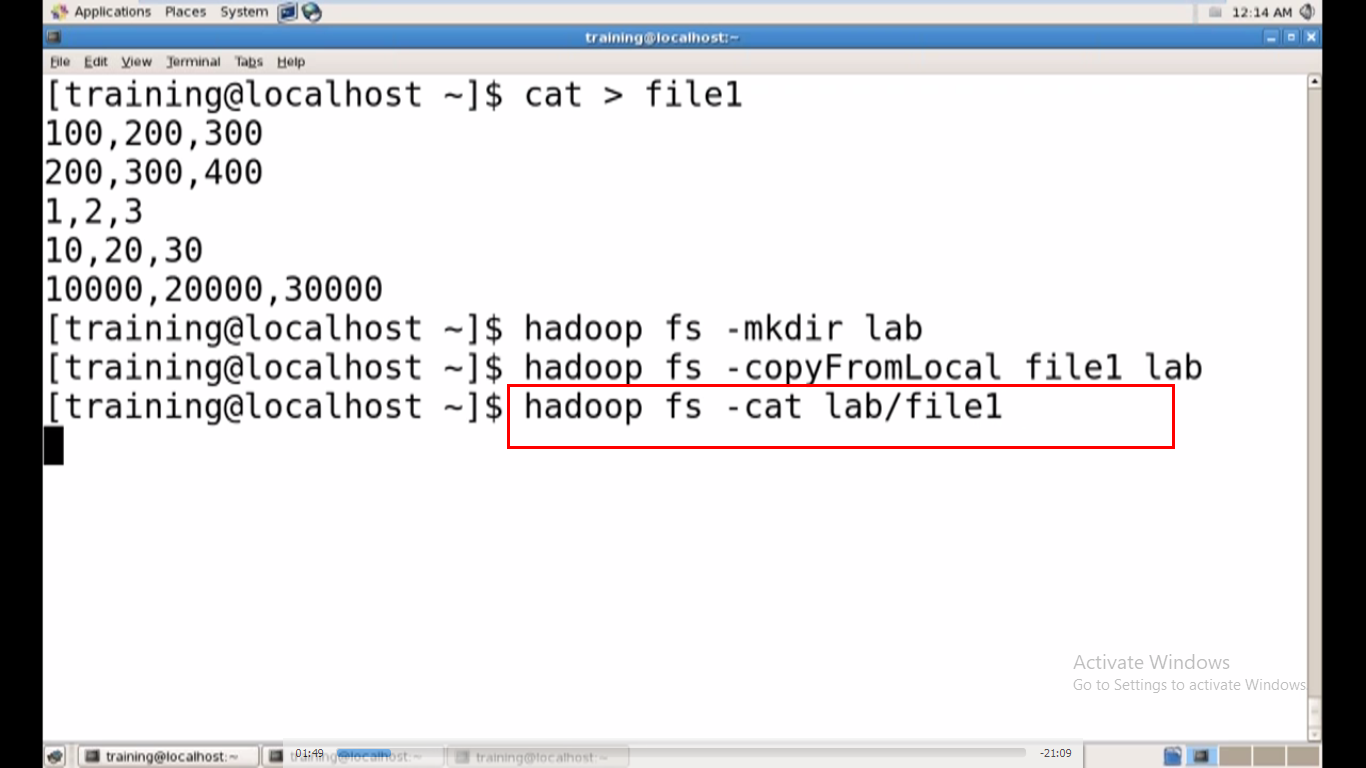 Applications Places System 12:14 AM
training@localhost:~
File Edit View Terminal Tabs Help
[training@localhost ~]$ cat > file1
100,200,300
200,300,400
1,2,3
10,20,30
10000,20000,30000
[training@localhost ~]$ hadoop fs -mkdir lab
[training@localhost ~]$ hadoop fs -copyFromLocal file1 lab
[training@localhost ~]$ hadoop fs -cat lab/file1
Activate Windows
Go to Settings to activate Windows
training@localhost:~ 01:49 training@localhost:~ training@localhost:~ -21:09